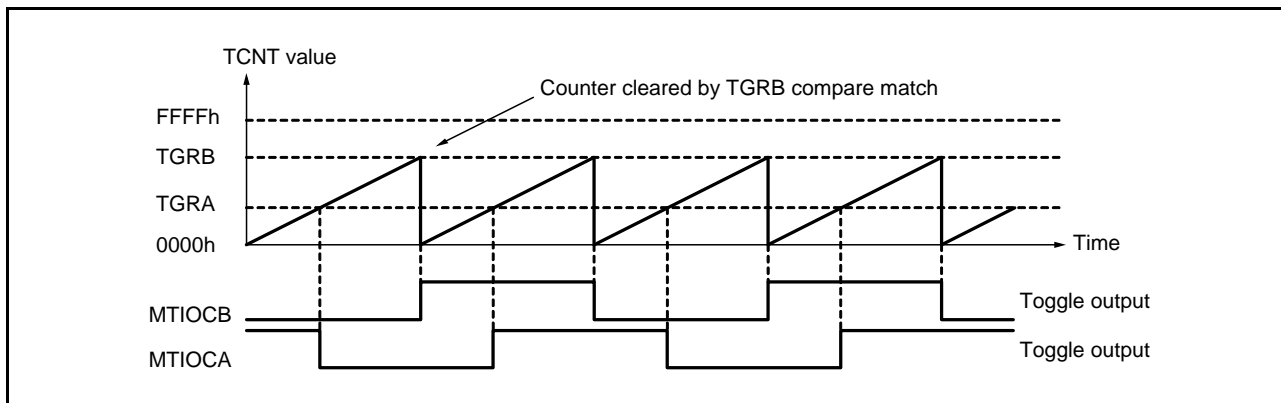 TCNT value
Counter cleared by TGRB compare match
FFFFh
TGRB
TGRA
0000h
Time
MTIOCB
Toggle output
MTIOCA
Toggle output